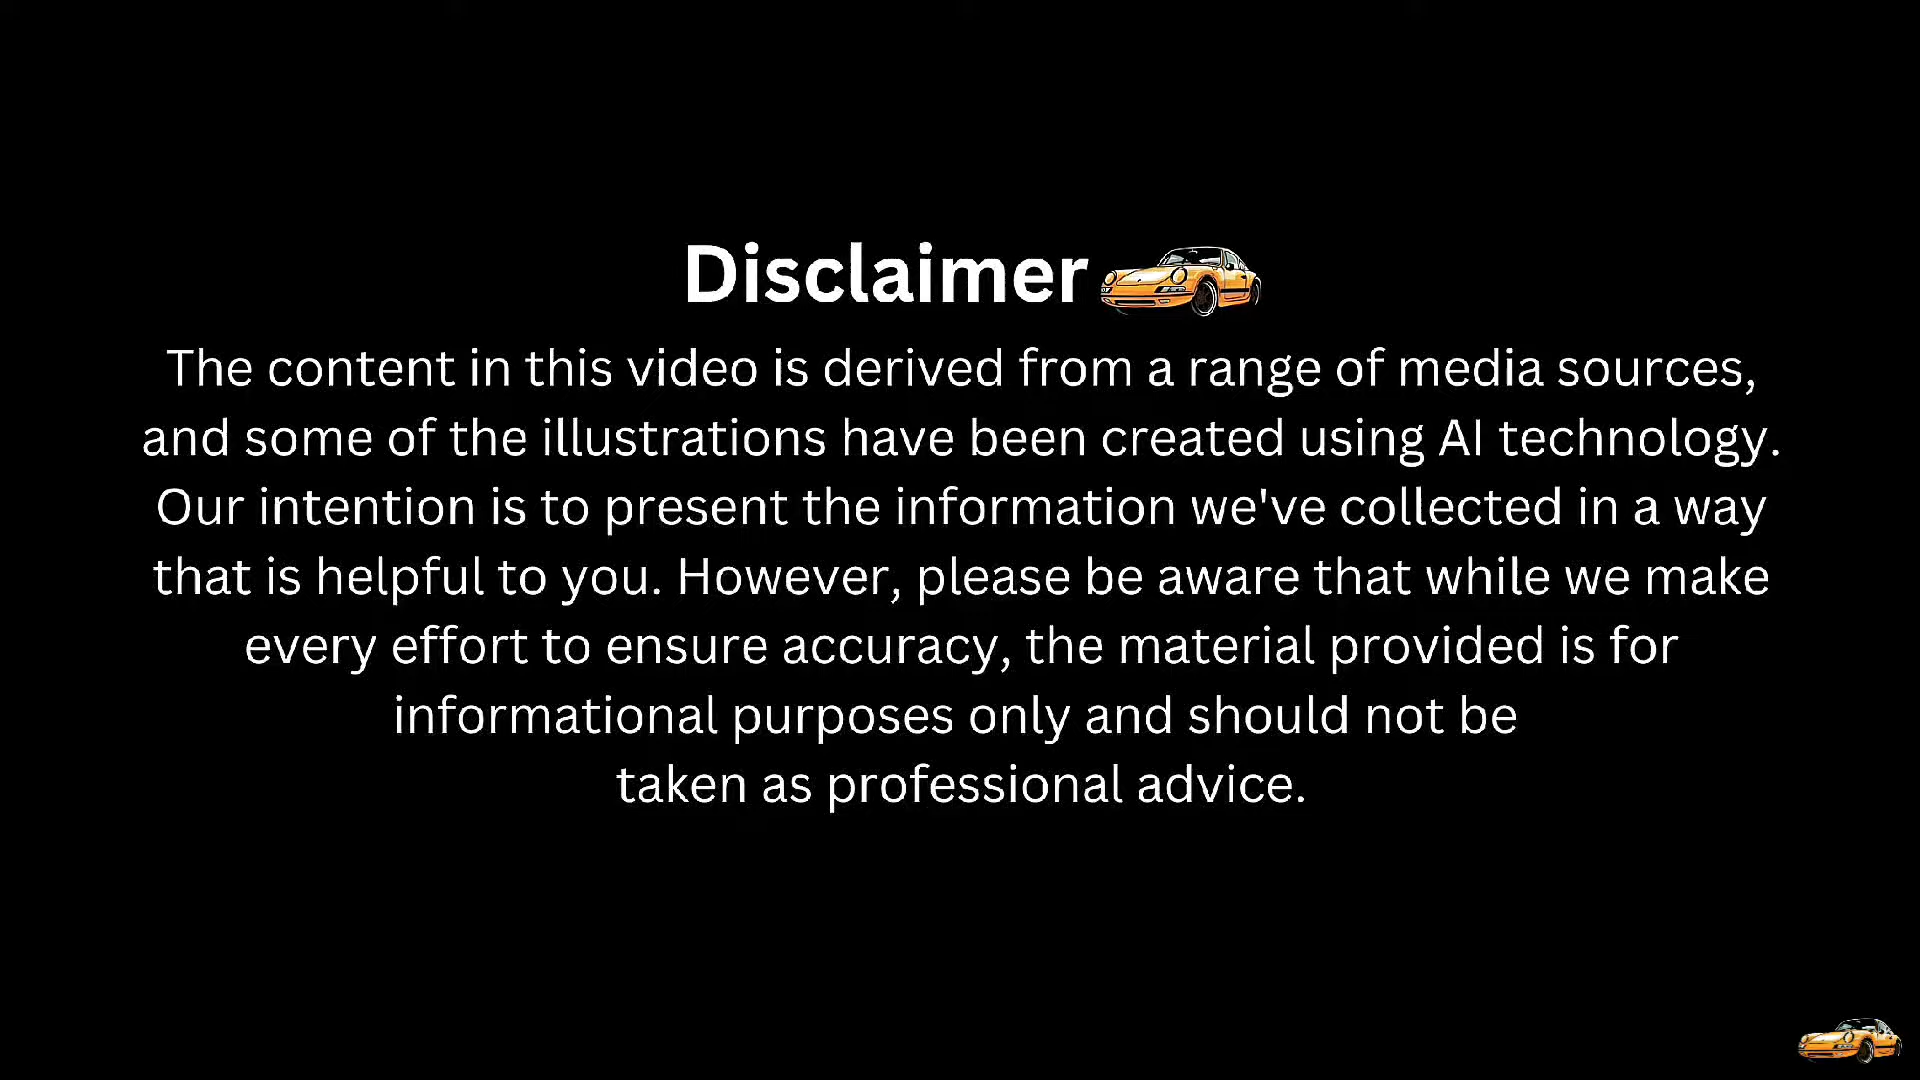 Disclaimer
The content in this video is derived from a range of media sources,
and some of the illustrations have been created using AI technology.
Our intention is to present the information we've collected in a way
that is helpful to you. However, please be aware that while we make
every effort to ensure accuracy, the material provided is for
informational purposes only and should not be
taken as professional advice.